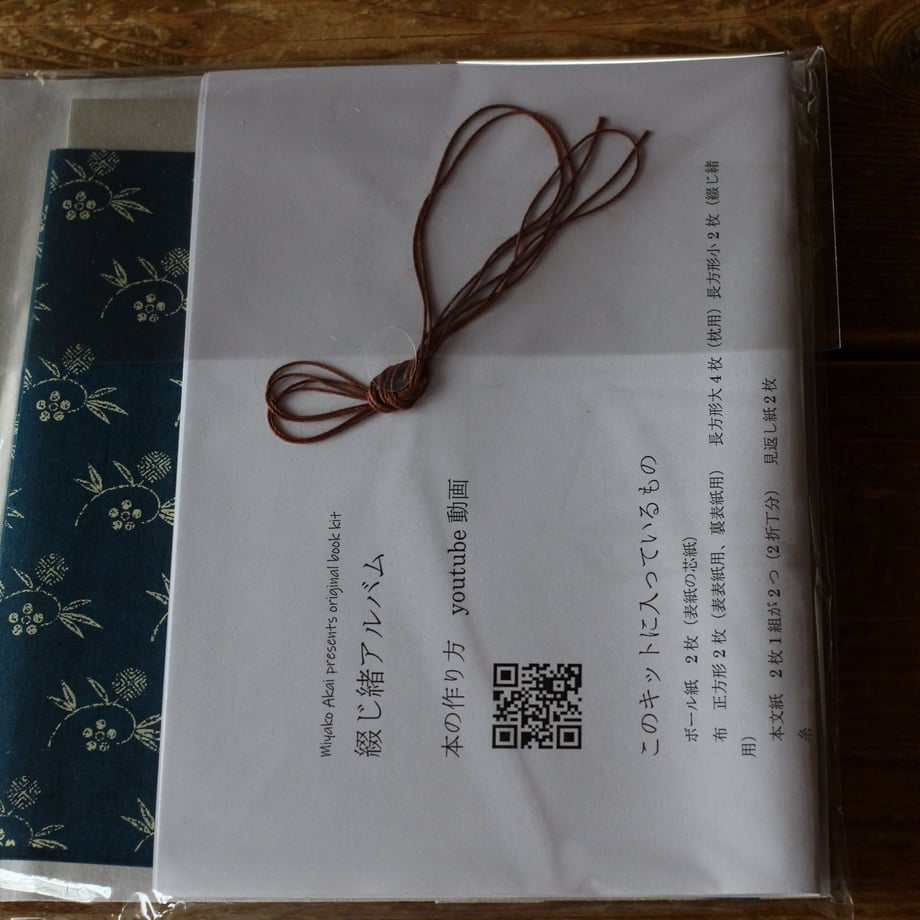 Miyako Akai presents original book kit
綴じ緒アルバム
本の作り方　youtube 動画
このキットに入っているもの
ボール紙　2 枚（表紙の芯紙）
布　正方形 2 枚（表表紙用、裏表紙用）　長方形大 4 枚（枕用）長方形小 2 枚（綴じ緒
用）
本文紙　2 枚 1 組が 2 つ（2 折丁分）　見返し紙 2 枚
糸